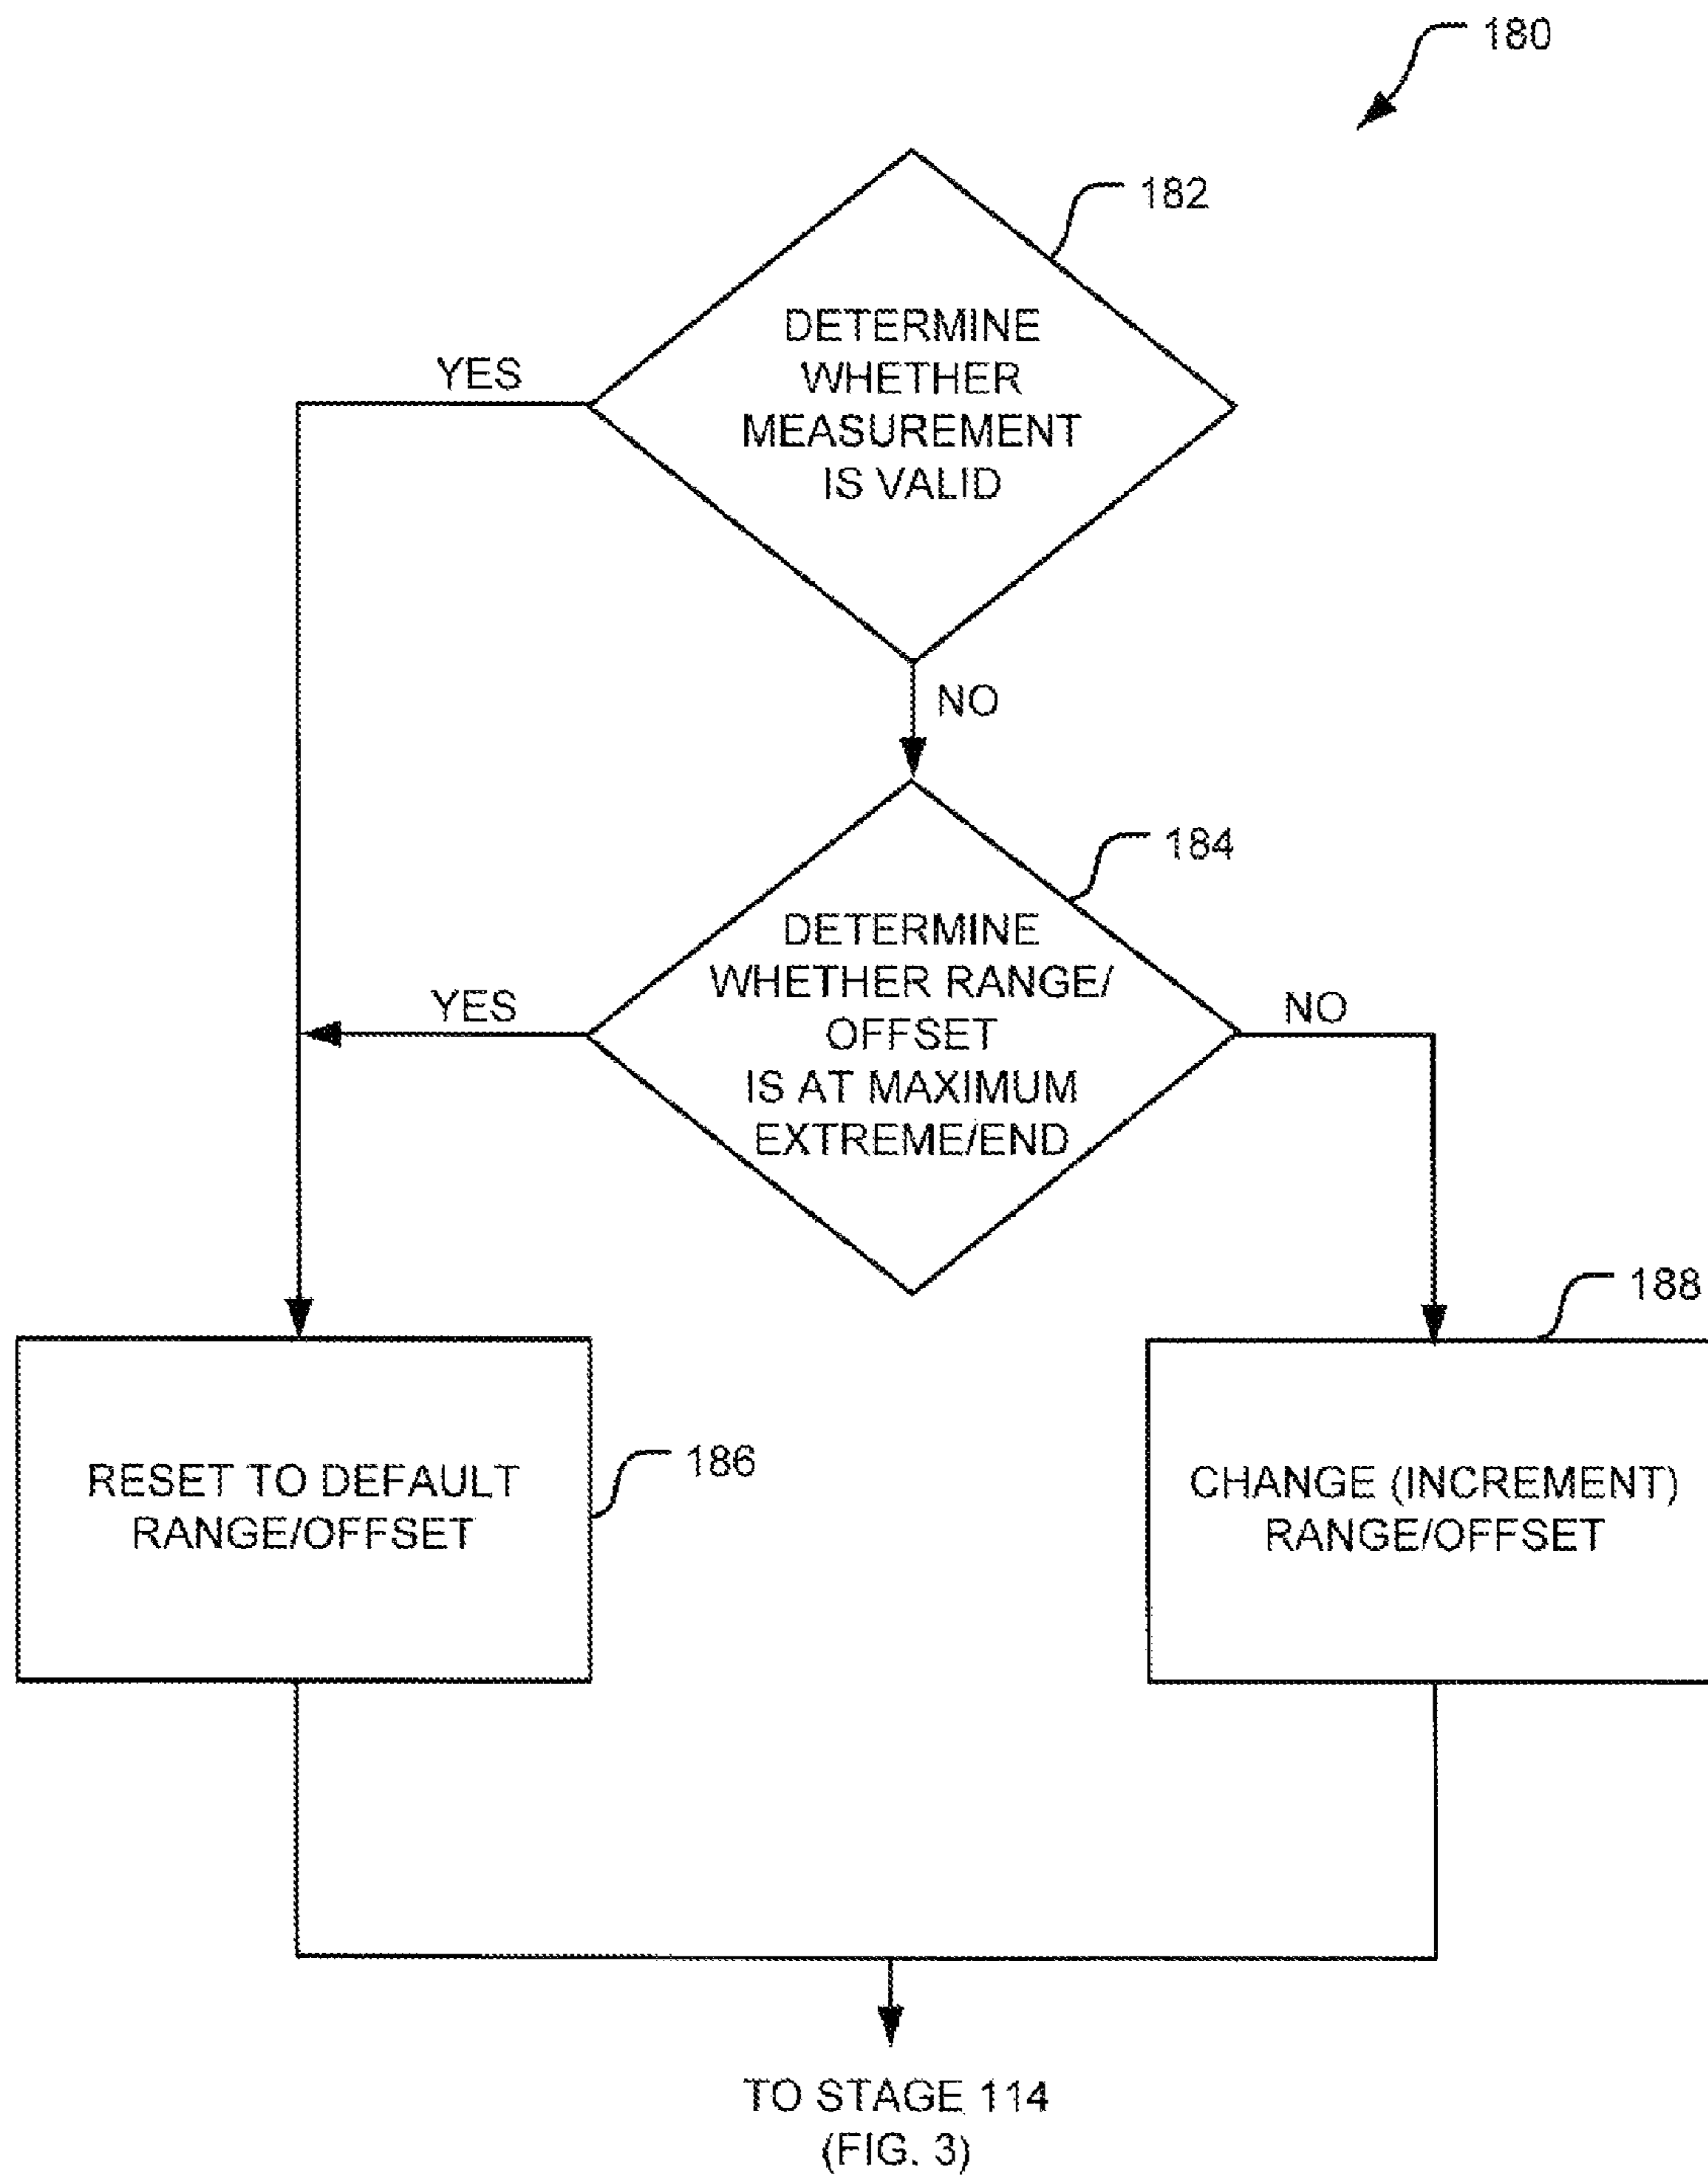 180
182
DETERMINE
WHETHER
MEASUREMENT
IS VALID
YES
NO
184
DETERMINE
WHETHER RANGE/
OFFSET
IS AT MAXIMUM
EXTREME/END
YES
NO
188
RESET TO DEFAULT
RANGE/OFFSET
186
CHANGE (INCREMENT)
RANGE/OFFSET
TO STAGE 114
(FIG. 3)